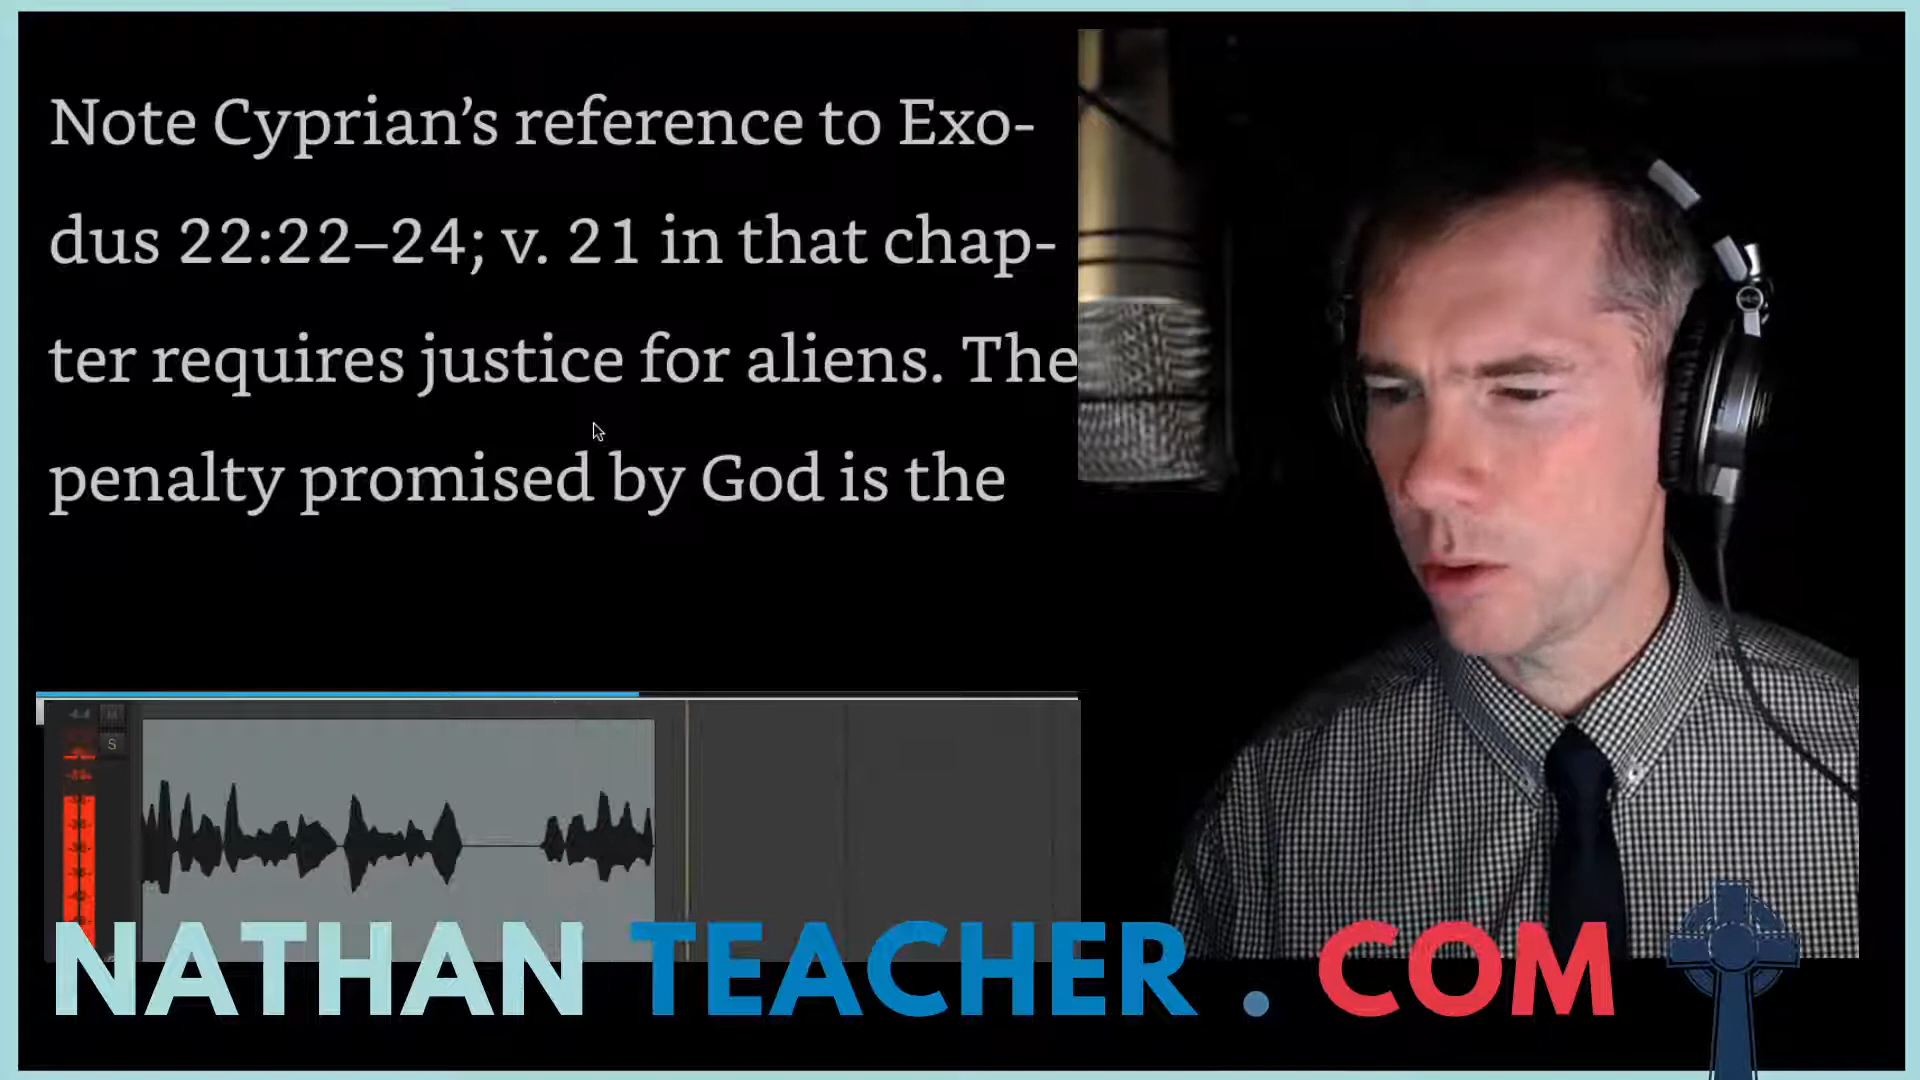 Note Cyprian’s reference to Exo-
dus 22:22–24; v. 21 in that chap-
ter requires justice for aliens. The
penalty promised by God is the
M
S
NATHAN TEACHER . COM